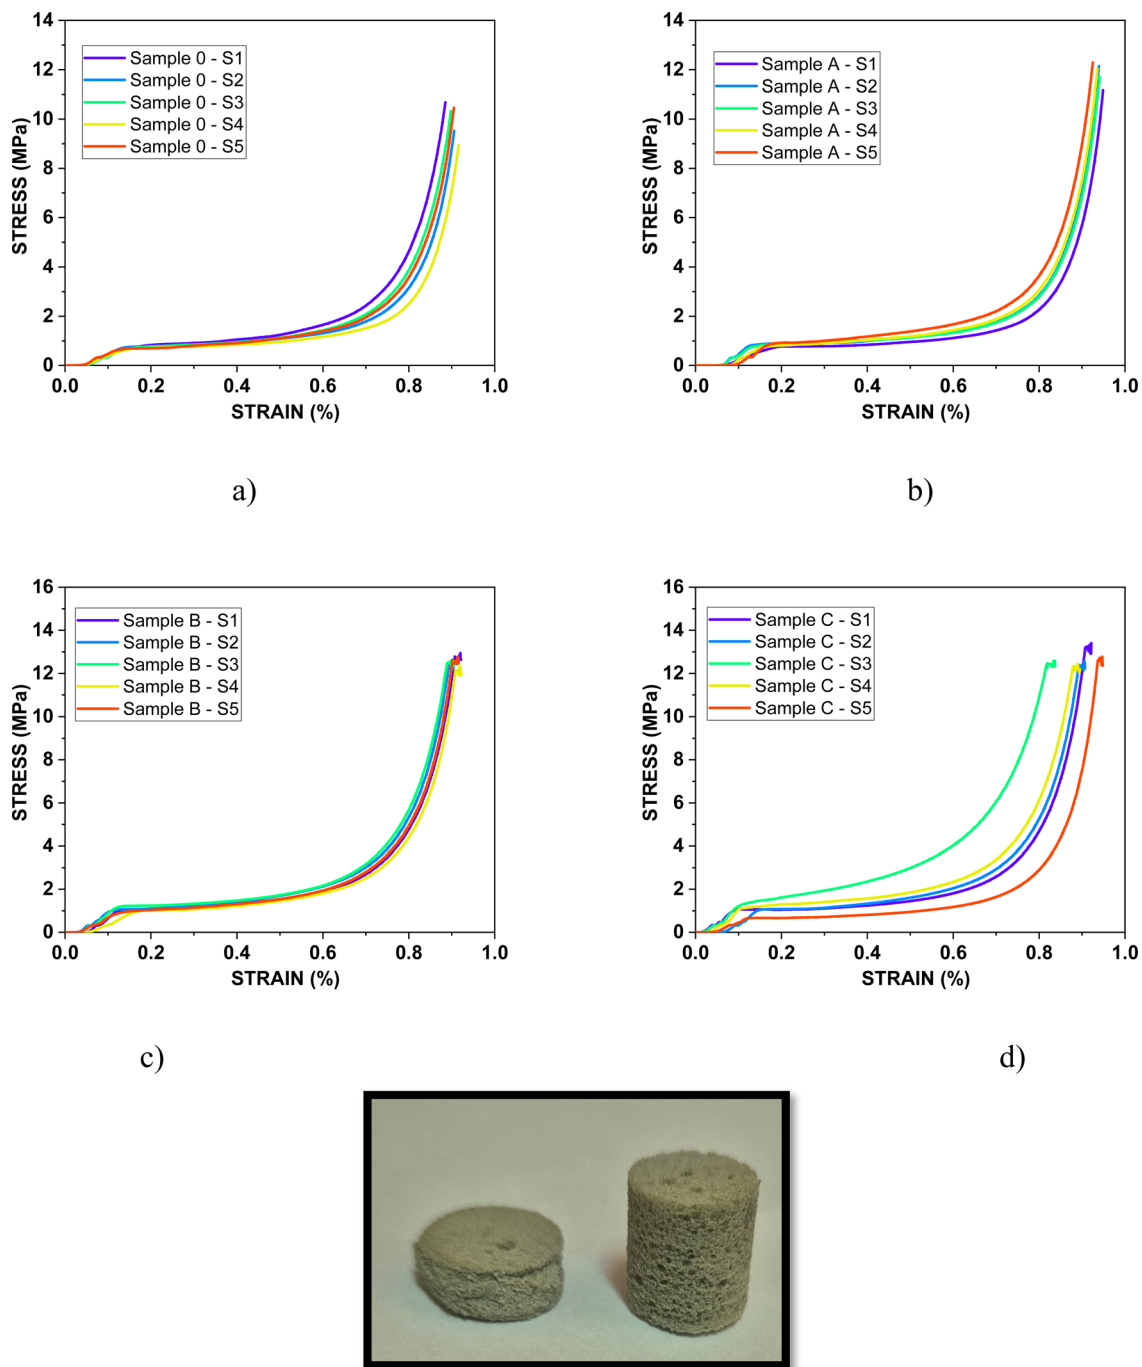 14
12
10
8
6
4
2
0
STRESS (MPa)
Sample 0 - S1
Sample 0 - S2
Sample 0 - S3
Sample 0 - S4
Sample 0 - S5
0.0 0.2 0.4 0.6 0.8 1.0
STRAIN (%)
a)
14
12
10
8
6
4
2
0
STRESS (MPa)
Sample A - S1
Sample A - S2
Sample A - S3
Sample A - S4
Sample A - S5
0.0 0.2 0.4 0.6 0.8 1.0
STRAIN (%)
b)
16
14
12
10
8
6
4
2
0
STRESS (MPa)
Sample B - S1
Sample B - S2
Sample B - S3
Sample B - S4
Sample B - S5
0.0 0.2 0.4 0.6 0.8 1.0
STRAIN (%)
c)
16
14
12
10
8
6
4
2
0
STRESS (MPa)
Sample C - S1
Sample C - S2
Sample C - S3
Sample C - S4
Sample C - S5
0.0 0.2 0.4 0.6 0.8 1.0
STRAIN (%)
d)